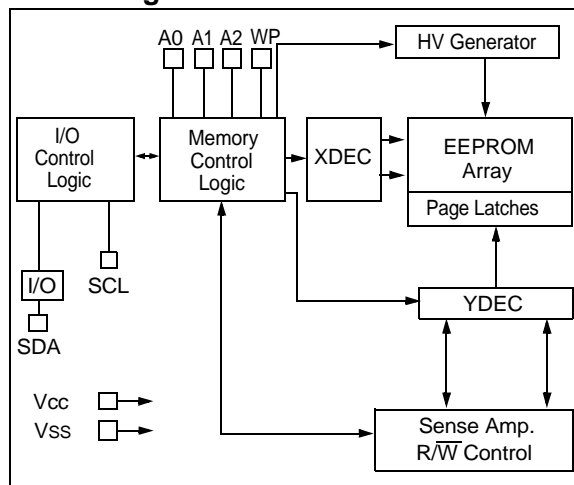 A0 A1 A2 WP
HV Generator
I/O
Control
Logic
Memory
Control
Logic
XDEC
EEPROM
Array
Page Latches
I/O
SCL
SDA
YDEC
Vcc
Vss
Sense Amp.
R/W̅ Control